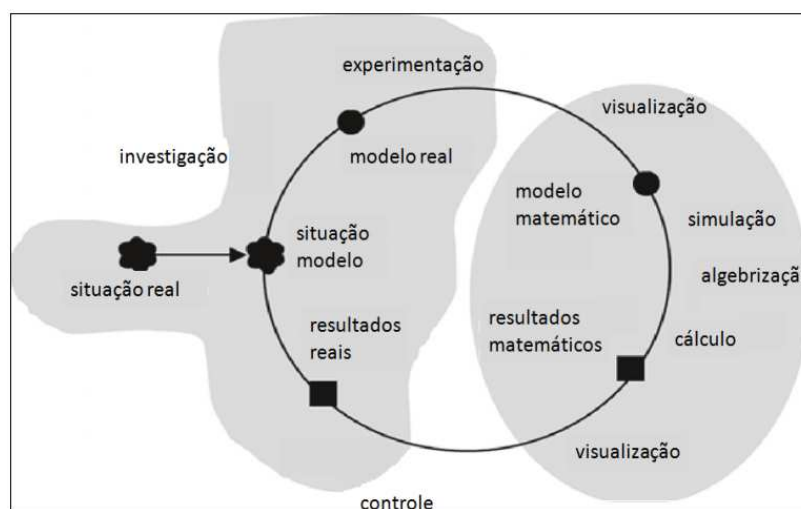 experimentação
visualização
investigação
modelo real
modelo
matemático
simulação
situação
modelo
situação real
algebrizaçã
resultados
reais
resultados
matemáticos
cálculo
visualização
controle